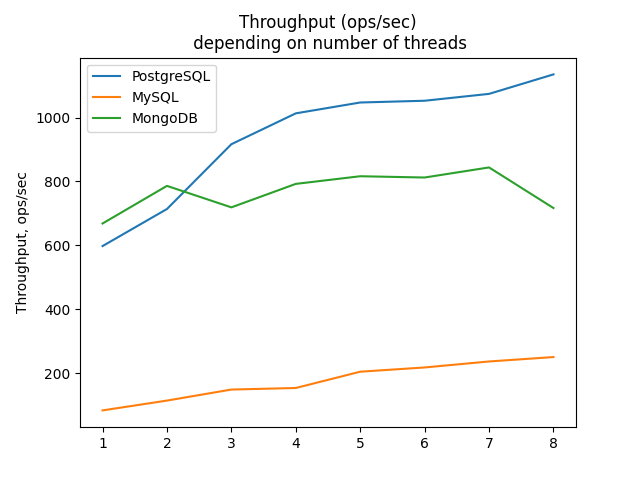 Throughput (ops/sec)
depending on number of threads
PostgreSQL
MySQL
MongoDB
Throughput, ops/sec
1000
800
600
400
200
1 2 3 4 5 6 7 8